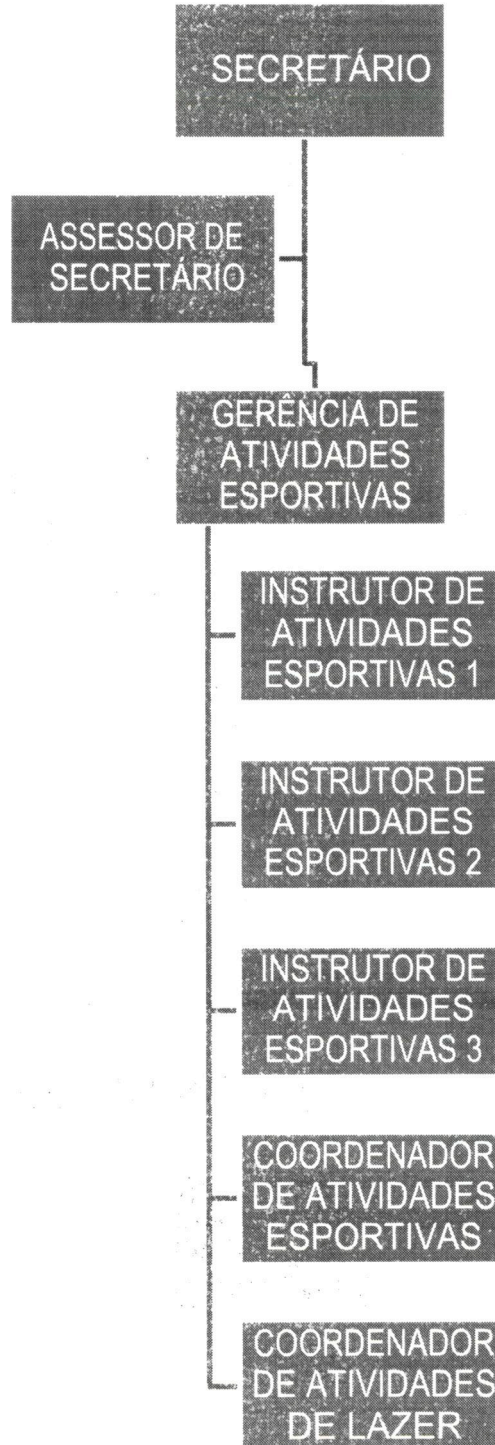 SECRETÁRIO
ASSESSOR DE
SECRETÁRIO
GERÊNCIA DE
ATIVIDADES
ESPORTIVAS
INSTRUTOR DE
ATIVIDADES
ESPORTIVAS 1
INSTRUTOR DE
ATIVIDADES
ESPORTIVAS 2
INSTRUTOR DE
ATIVIDADES
ESPORTIVAS 3
COORDENADOR
DE ATIVIDADES
ESPORTIVAS
COORDENADOR
DE ATIVIDADES
DE LAZER